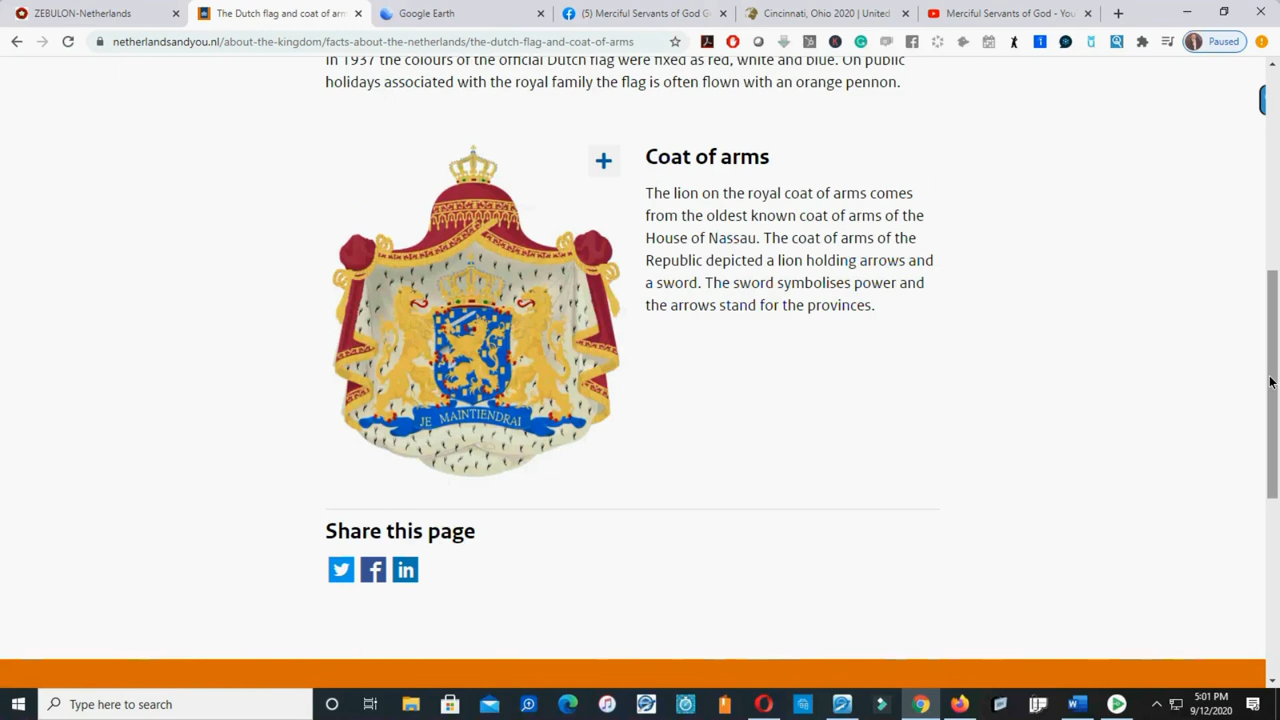 ZEBULON-Netherlands
The Dutch flag and coat of arm
Google Earth
(5) Merciful Servants of God G
Cincinnati, Ohio 2020 | United
Merciful Servants of God - You
netherlandsandyou.nl/about-the-kingdom/facts-about-the-netherlands/the-dutch-flag-and-coat-of-arms
Paused
In 1937 the colours of the official Dutch flag were fixed as red, white and blue. On public
holidays associated with the royal family the flag is often flown with an orange pennon.
Coat of arms
The lion on the royal coat of arms comes
from the oldest known coat of arms of the
House of Nassau. The coat of arms of the
Republic depicted a lion holding arrows and
a sword. The sword symbolises power and
the arrows stand for the provinces.
JE MAINTIENDRAI
Share this page
Type here to search
5:01 PM
9/12/2020